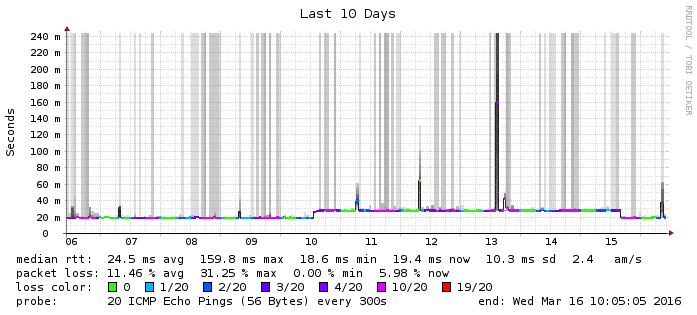 Last 10 Days
RRDTOOL / TOBI OETIKER
Seconds
240 m
220 m
200 m
180 m
160 m
140 m
120 m
100 m
80 m
60 m
40 m
20 m
0
06 07 08 09 10 11 12 13 14 15
median rtt: 24.5 ms avg 159.8 ms max 18.6 ms min 19.4 ms now 10.3 ms sd 2.4 am/s
packet loss: 11.46 % avg 31.25 % max 0.00 % min 5.98 % now
loss color: 0 1/20 2/20 3/20 4/20 10/20 19/20
probe: 20 ICMP Echo Pings (56 Bytes) every 300s end: Wed Mar 16 10:05:05 2016